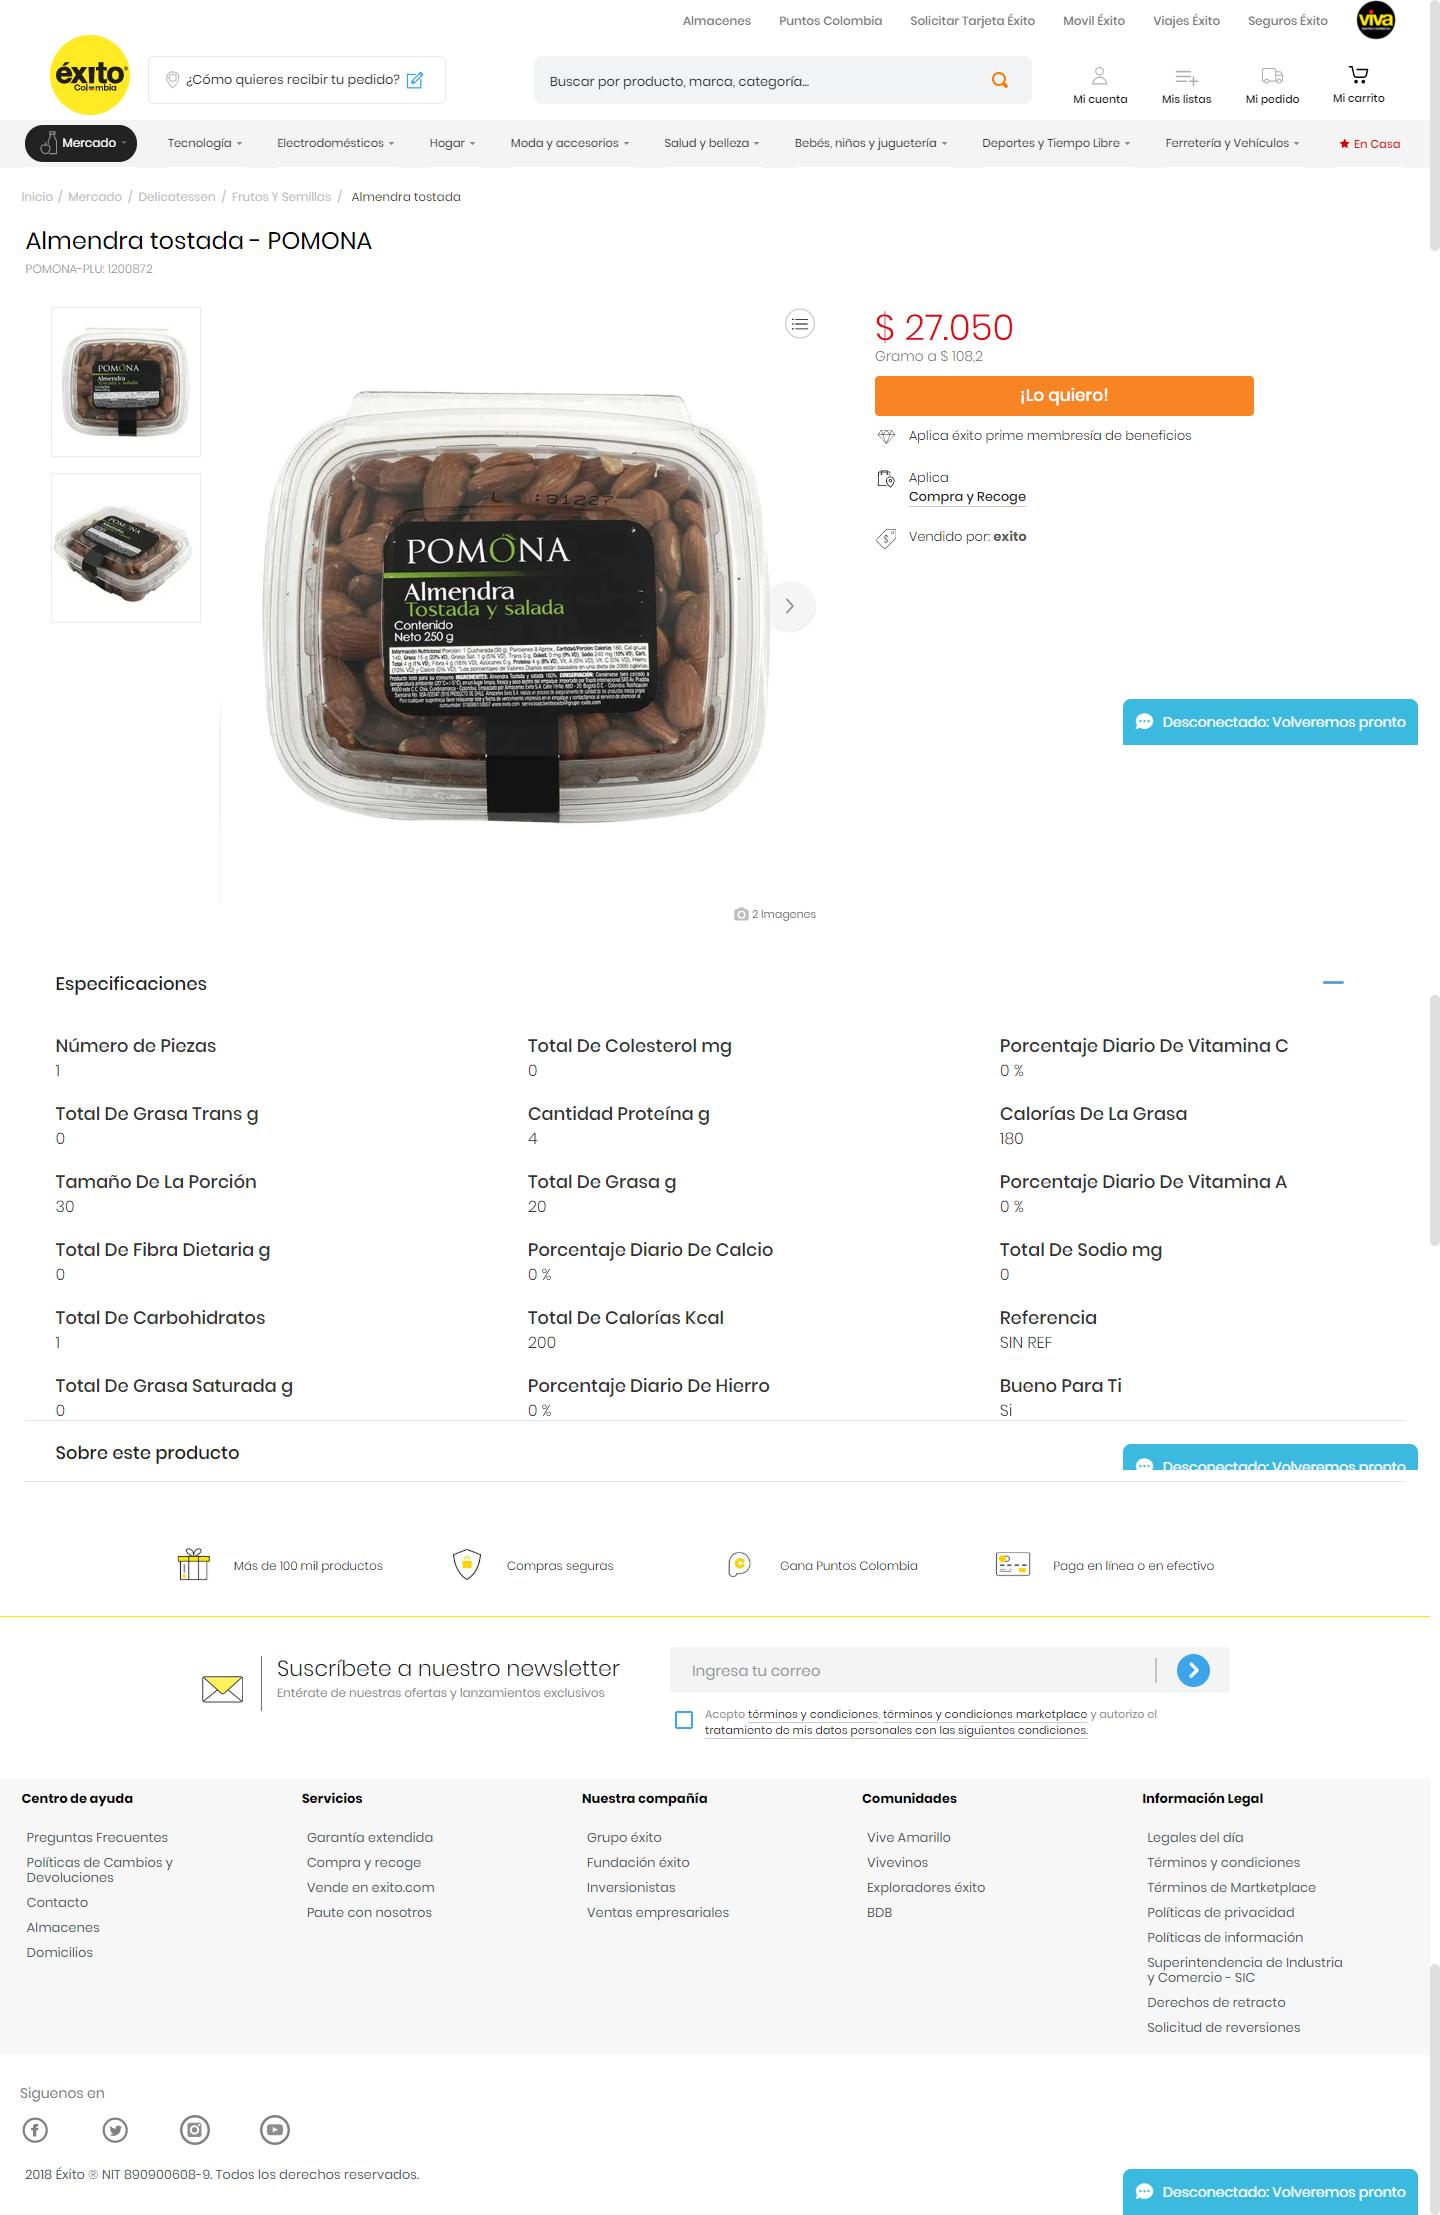 Almacenes Puntos Colombia Solicitar Tarjeta Éxito Movil Éxito Viajes Éxito Seguros Éxito viva
éxito
Colombia
¿Cómo quieres recibir tu pedido?
Buscar por producto, marca, categoría...
Mi cuenta Mis listas Mi pedido Mi carrito
Mercado Tecnología Electrodomésticos Hogar Moda y accesorios Salud y belleza Bebés, niños y juguetería Deportes y Tiempo Libre Ferretería y Vehículos En Casa
Inicio / Mercado / Delicatessen / Frutos Y Semillas / Almendra tostada
Almendra tostada - POMONA
POMONA-PLU: 1200872
POMONA
Almendra
Tostada y salada
POMONA
L :31227
POMONA
Almendra
Tostada y salada
Contenido
Neto 250 g
$ 27.050
Gramo a $ 108,2
¡Lo quiero!
Aplica éxito prime membresía de beneficios
Aplica
Compra y Recoge
Vendido por: exito
Desconectado: Volveremos pronto
2 Imagenes
Especificaciones
Número de Piezas
1
Total De Colesterol mg
0
Porcentaje Diario De Vitamina C
0 %
Total De Grasa Trans g
0
Cantidad Proteína g
4
Calorías De La Grasa
180
Tamaño De La Porción
30
Total De Grasa g
20
Porcentaje Diario De Vitamina A
0 %
Total De Fibra Dietaria g
0
Porcentaje Diario De Calcio
0 %
Total De Sodio mg
0
Total De Carbohidratos
1
Total De Calorías Kcal
200
Referencia
SIN REF
Total De Grasa Saturada g
0
Porcentaje Diario De Hierro
0 %
Bueno Para Ti
Si
Sobre este producto
Desconectado: Volveremos pronto
Más de 100 mil productos
Compras seguras
Gana Puntos Colombia
Paga en línea o en efectivo
Suscríbete a nuestro newsletter
Entérate de nuestras ofertas y lanzamientos exclusivos
Ingresa tu correo
Acepto términos y condiciones, términos y condiciones marketplace y autorizo el
tratamiento de mis datos personales con las siguientes condiciones.
Centro de ayuda
Preguntas Frecuentes
Políticas de Cambios y
Devoluciones
Contacto
Almacenes
Domicilios
Servicios
Garantía extendida
Compra y recoge
Vende en exito.com
Paute con nosotros
Nuestra compañía
Grupo éxito
Fundación éxito
Inversionistas
Ventas empresariales
Comunidades
Vive Amarillo
Vivevinos
Exploradores éxito
BDB
Información Legal
Legales del día
Términos y condiciones
Términos de Martketplace
Políticas de privacidad
Políticas de información
Superintendencia de Industria
y Comercio - SIC
Derechos de retracto
Solicitud de reversiones
Siguenos en
2018 Éxito ® NIT 890900608-9. Todos los derechos reservados.
Desconectado: Volveremos pronto